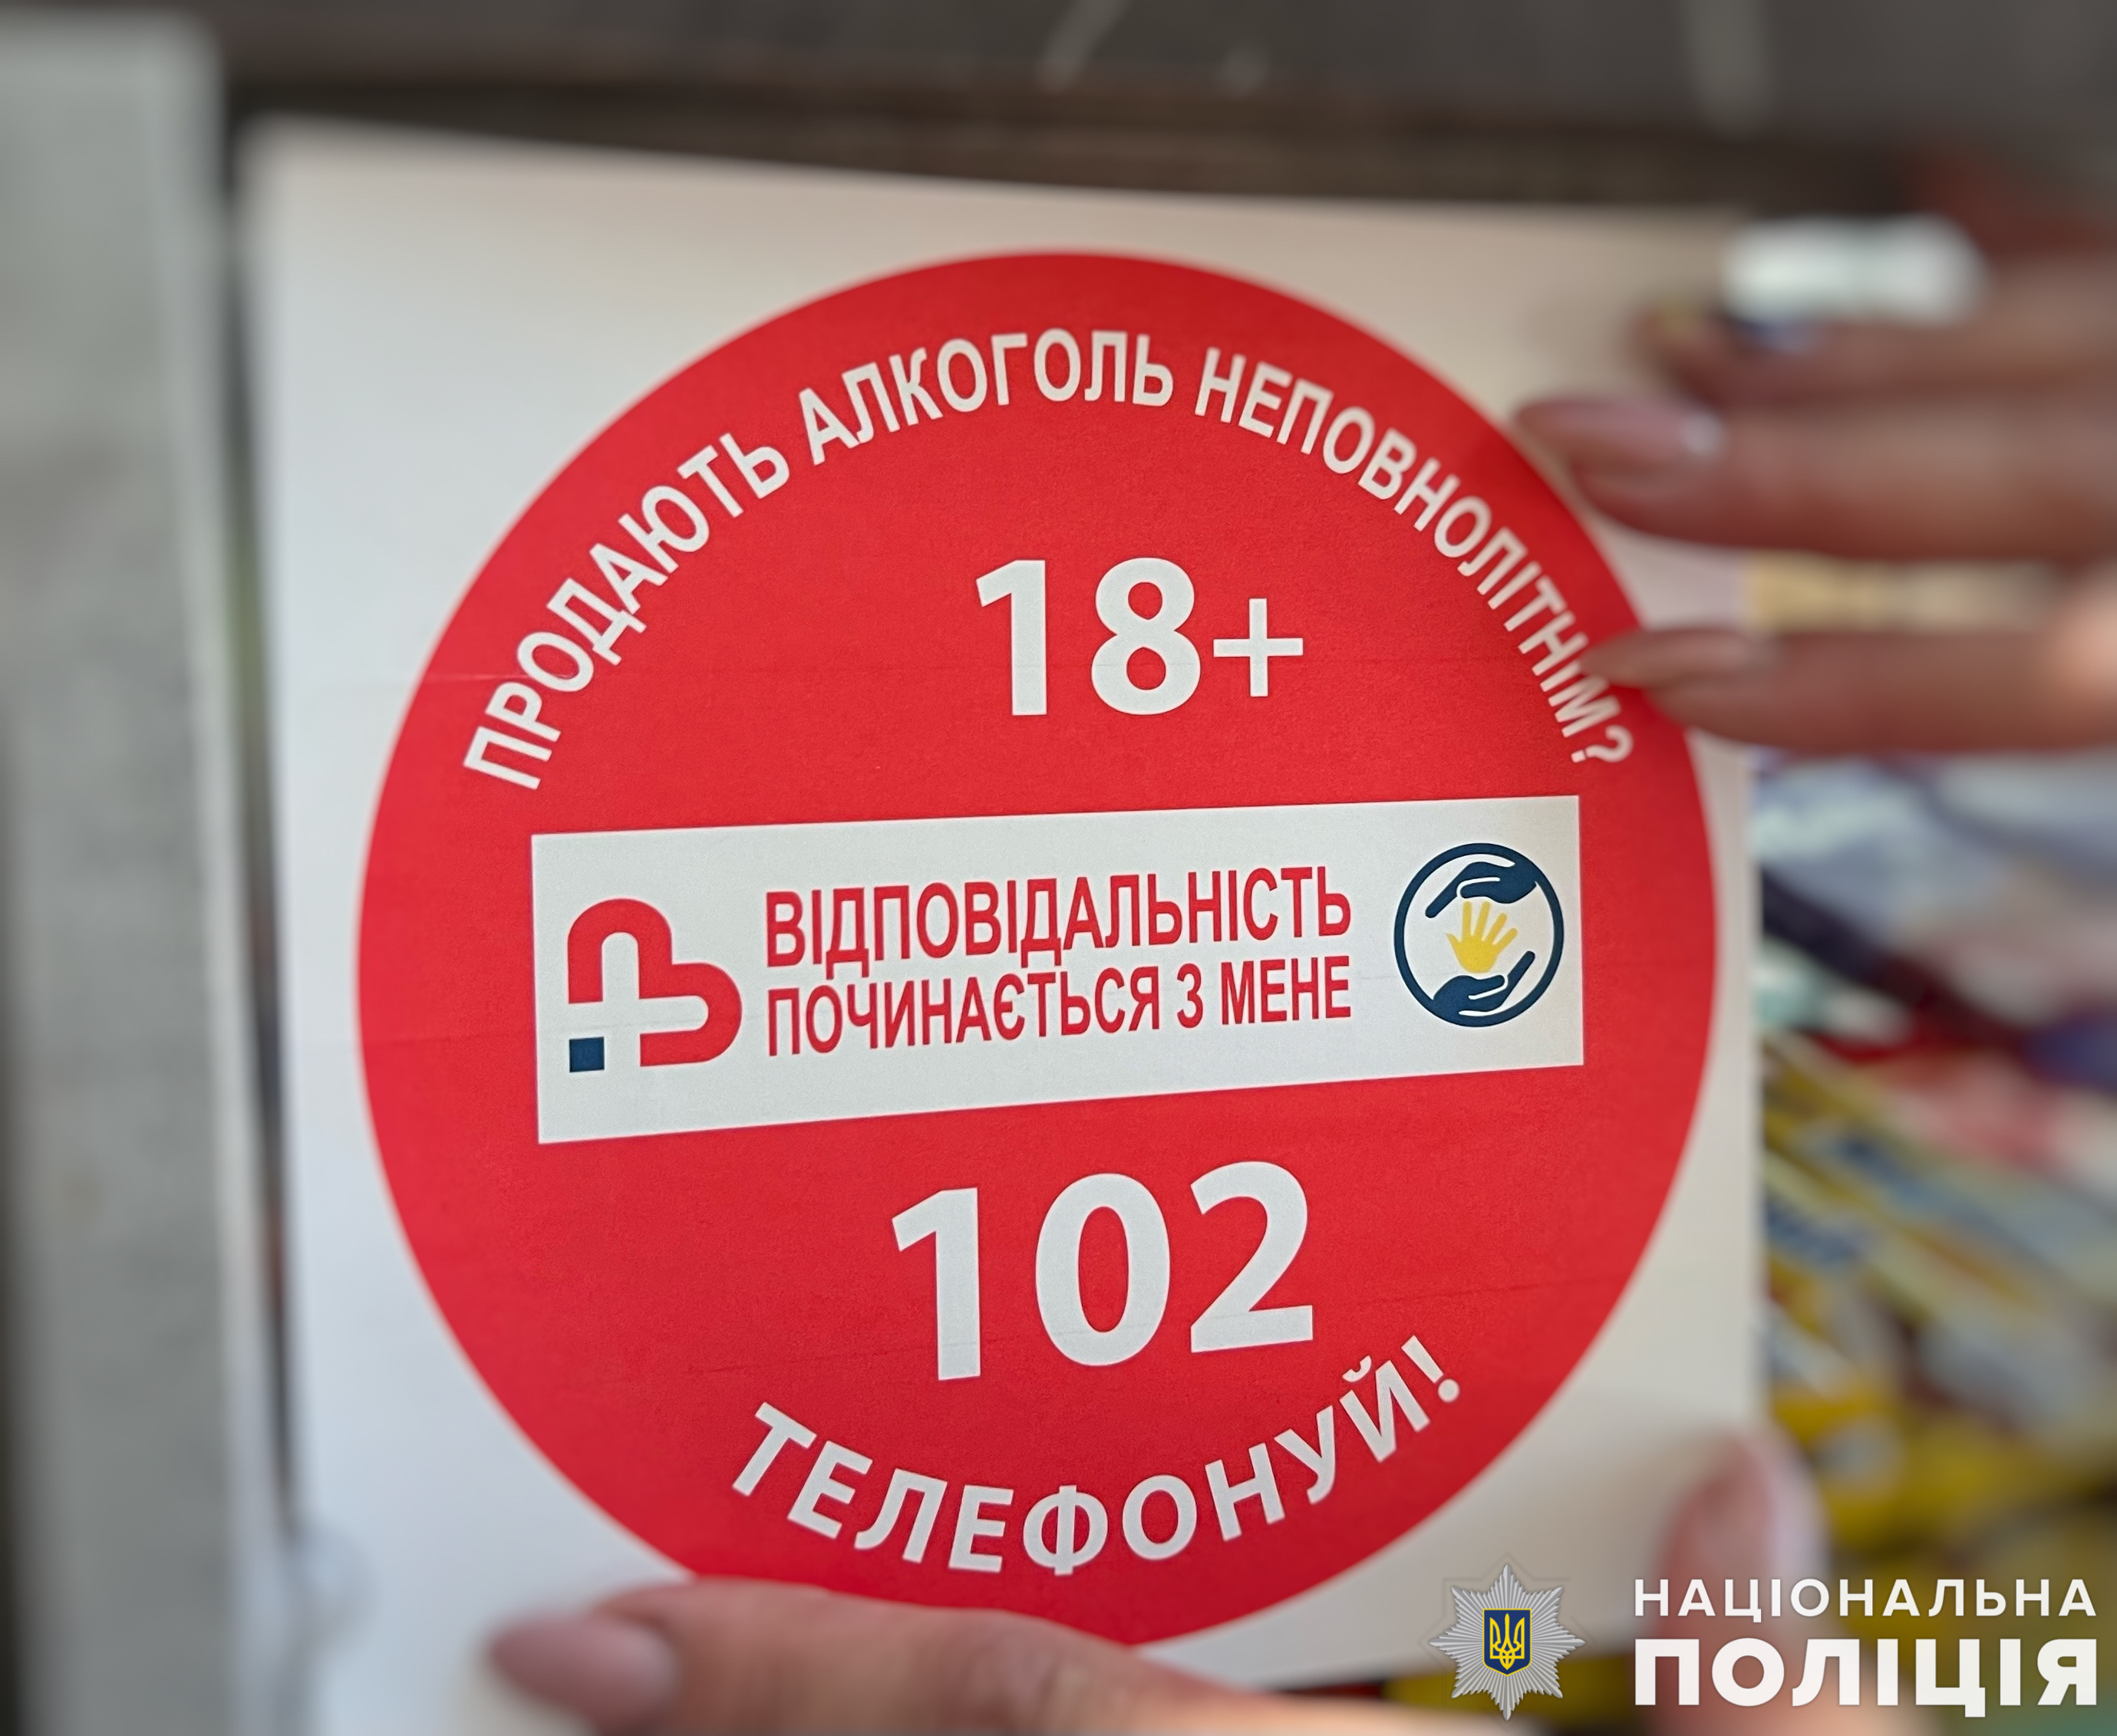 ПРОДАЮТЬ АЛКОГОЛЬ НЕПОВНОЛІТНІМ?
18+
ВІДПОВІДАЛЬНІСТЬ
ПОЧИНАЄТЬСЯ З МЕНЕ
102
ТЕЛЕФОНУЙ!
НАЦІОНАЛЬНА
ПОЛІЦІЯ